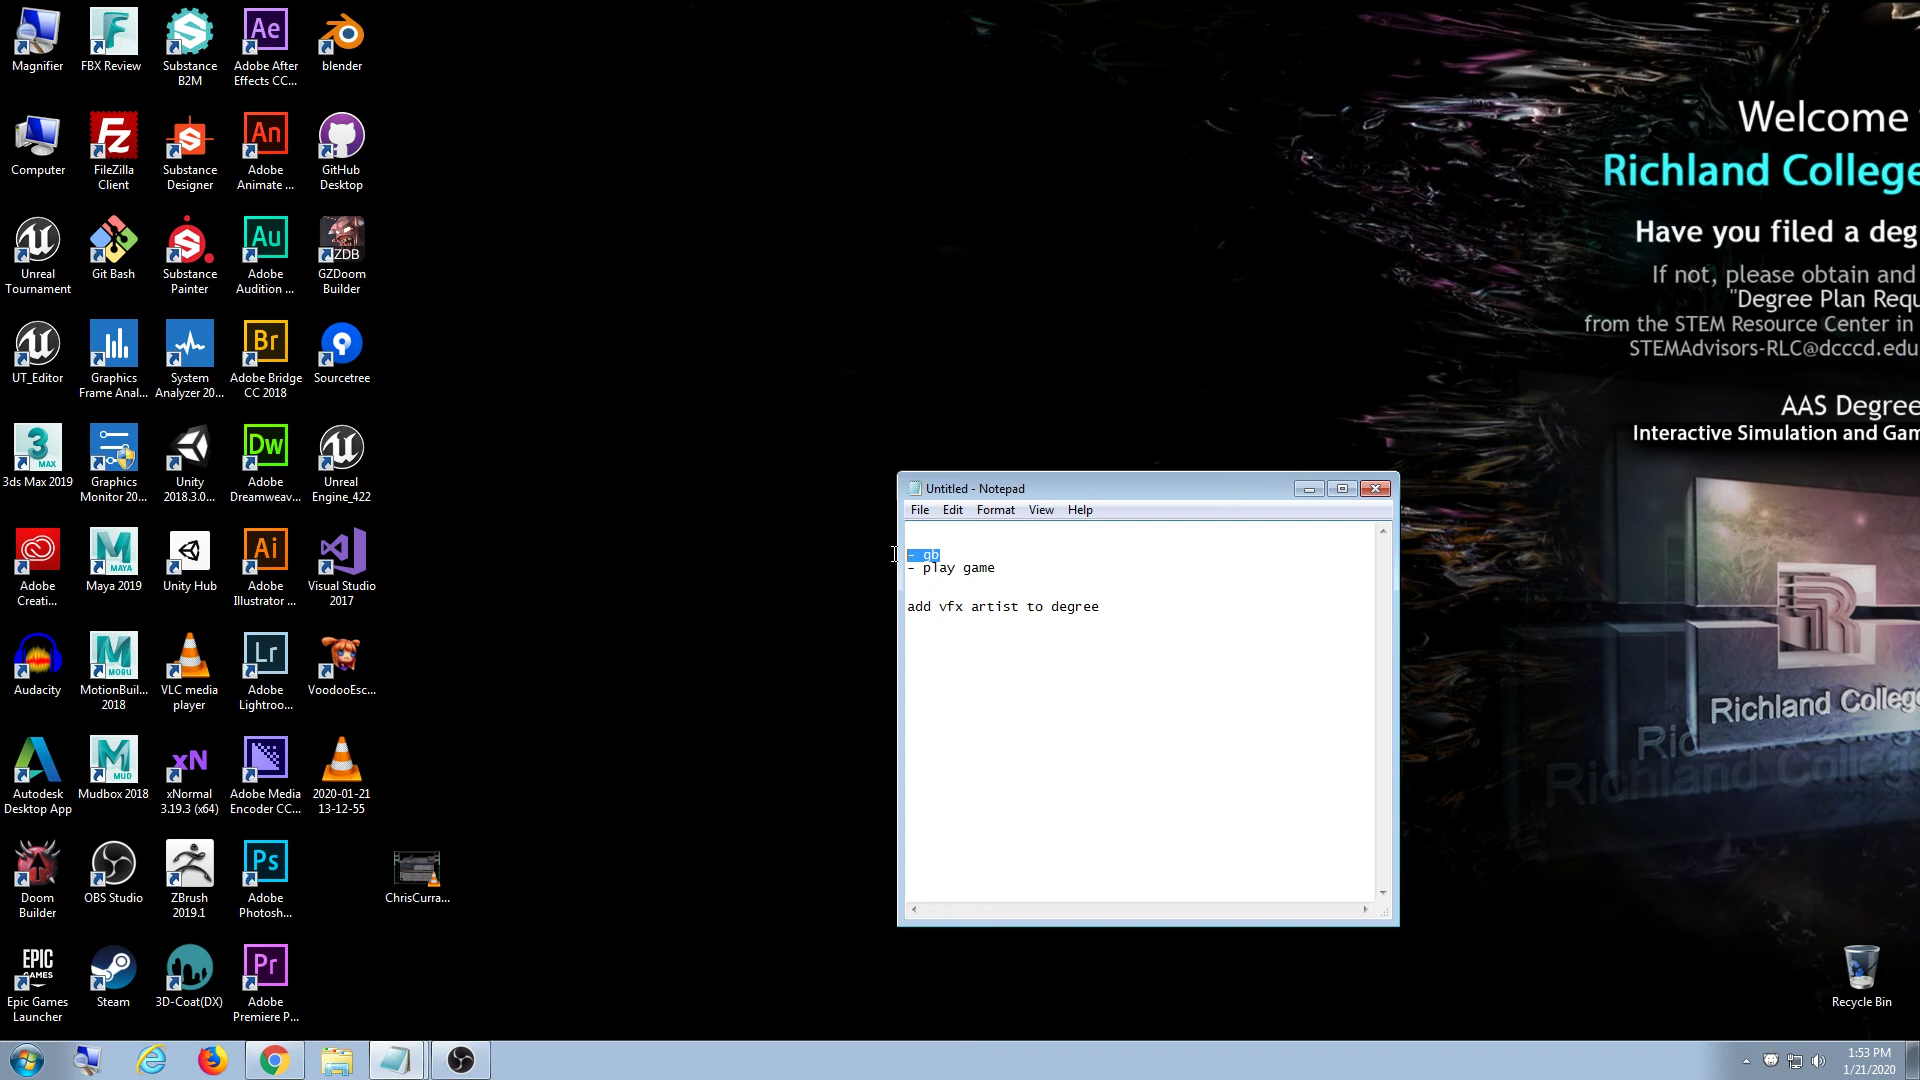 Magnifier
FBX Review
Substance
B2M
Adobe After
Effects CC...
blender
Computer
FileZilla
Client
Substance
Designer
Adobe
Animate ...
GitHub
Desktop
Unreal
Tournament
Git Bash
Substance
Painter
Adobe
Audition ...
GZDoom
Builder
UT_Editor
Graphics
Frame Anal...
System
Analyzer 20...
Adobe Bridge
CC 2018
Sourcetree
3ds Max 2019
Graphics
Monitor 20...
Unity
2018.3.0...
Adobe
Dreamweav...
Unreal
Engine_422
Adobe
Creati...
Maya 2019
Unity Hub
Adobe
Illustrator ...
Visual Studio
2017
Audacity
MotionBuil...
2018
VLC media
player
Adobe
Lightroo...
VoodooEsc...
Autodesk
Desktop App
Mudbox 2018
xNormal
3.19.3 (x64)
Adobe Media
Encoder CC...
2020-01-21
13-12-55
Doom
Builder
OBS Studio
ZBrush
2019.1
Adobe
Photosh...
ChrisCurra...
Epic Games
Launcher
Steam
3D-Coat(DX)
Adobe
Premiere P...
Untitled - Notepad
File Edit Format View Help
- gb
- play game
add vfx artist to degree
Welcome
Richland College
Have you filed a deg
If not, please obtain and
"Degree Plan Requ
from the STEM Resource Center in
STEMAdvisors-RLC@dcccd.edu
AAS Degree
Interactive Simulation and Gam
Richland College
Recycle Bin
1:53 PM
1/21/2020